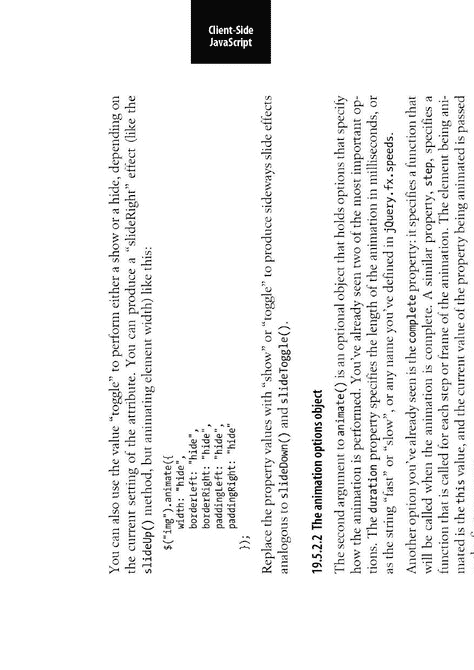 Client-Side
JavaScript
You can also use the value “toggle” to perform either a show or a hide, depending on
the current setting of the attribute. You can produce a “slideRight” effect (like the
slideUp() method, but animating element width) like this:
$("img").animate({
width: "hide",
borderLeft: "hide",
borderRight: "hide",
paddingLeft: "hide",
paddingRight: "hide"
});
Replace the property values with “show” or “toggle” to produce sideways slide effects
analogous to slideDown() and slideToggle().
19.5.2.2 The animation options object
The second argument to animate() is an optional object that holds options that specify
how the animation is performed. You’ve already seen two of the most important op-
tions. The duration property specifies the length of the animation in milliseconds, or
as the string “fast” or “slow”, or any name you’ve defined in jQuery.fx.speeds.
Another option you’ve already seen is the complete property: it specifies a function that
will be called when the animation is complete. A similar property, step, specifies a
function that is called for each step or frame of the animation. The element being ani-
mated is the this value, and the current value of the property being animated is passed